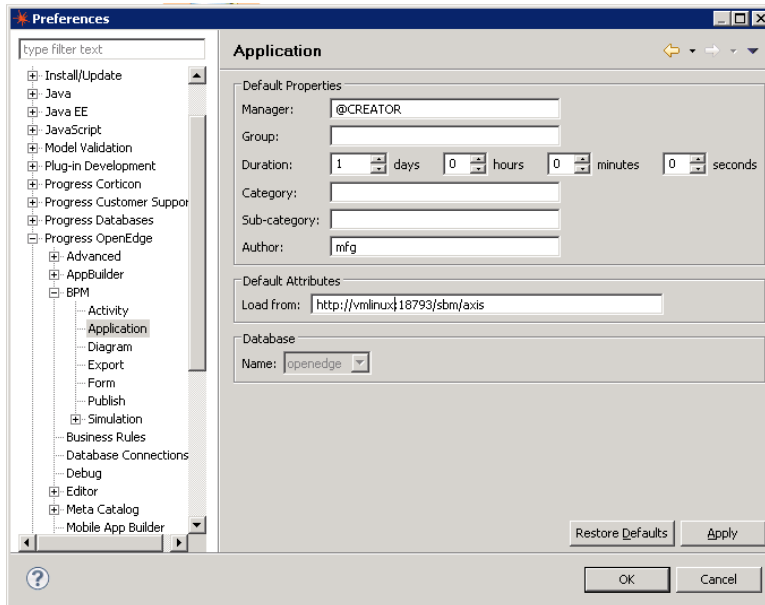 Preferences
type filter text
Install/Update
Java
Java EE
JavaScript
Model Validation
Plug-in Development
Progress Corticon
Progress Customer Suppor
Progress Databases
Progress OpenEdge
Advanced
AppBuilder
BPM
Activity
Application
Diagram
Export
Form
Publish
Simulation
Business Rules
Database Connections
Debug
Editor
Meta Catalog
Mobile App Builder
Application
Default Properties
Manager: @CREATOR
Group:
Duration: 1 days 0 hours 0 minutes 0 seconds
Category:
Sub-category:
Author: mfg
Default Attributes
Load from: http://vmlinux:18793/sbm/axis
Database
Name: openedge
Restore Defaults Apply
? OK Cancel